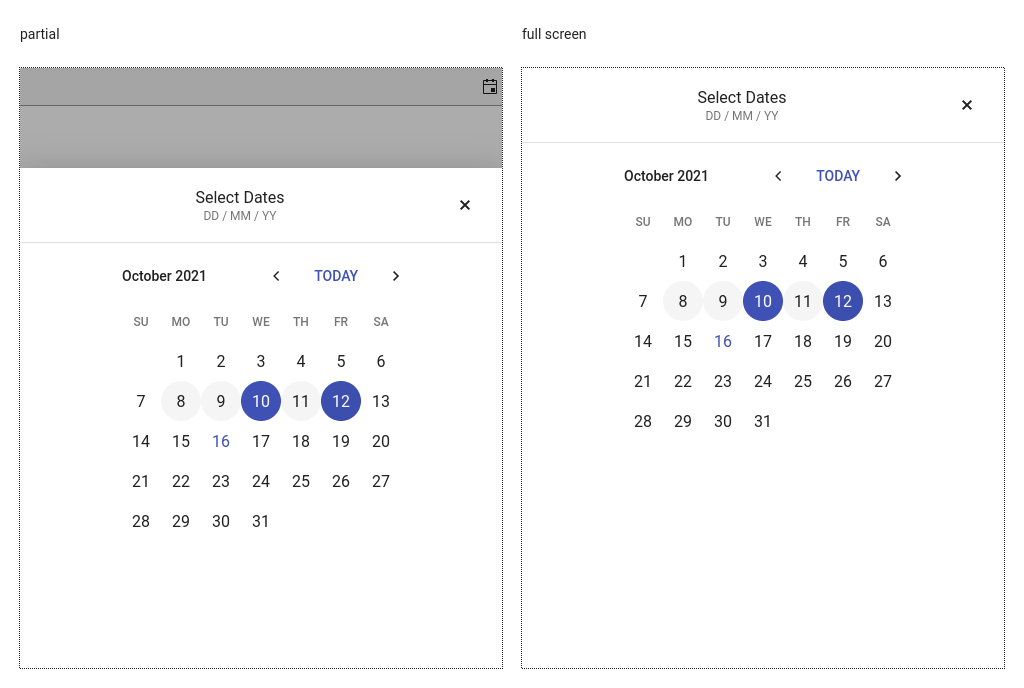 partial
Select Dates
DD / MM / YY
October 2021 TODAY
SU MO TU WE TH FR SA
1 2 3 4 5 6
7 8 9 10 11 12 13
14 15 16 17 18 19 20
21 22 23 24 25 26 27
28 29 30 31
full screen
Select Dates
DD / MM / YY
October 2021 TODAY
SU MO TU WE TH FR SA
1 2 3 4 5 6
7 8 9 10 11 12 13
14 15 16 17 18 19 20
21 22 23 24 25 26 27
28 29 30 31